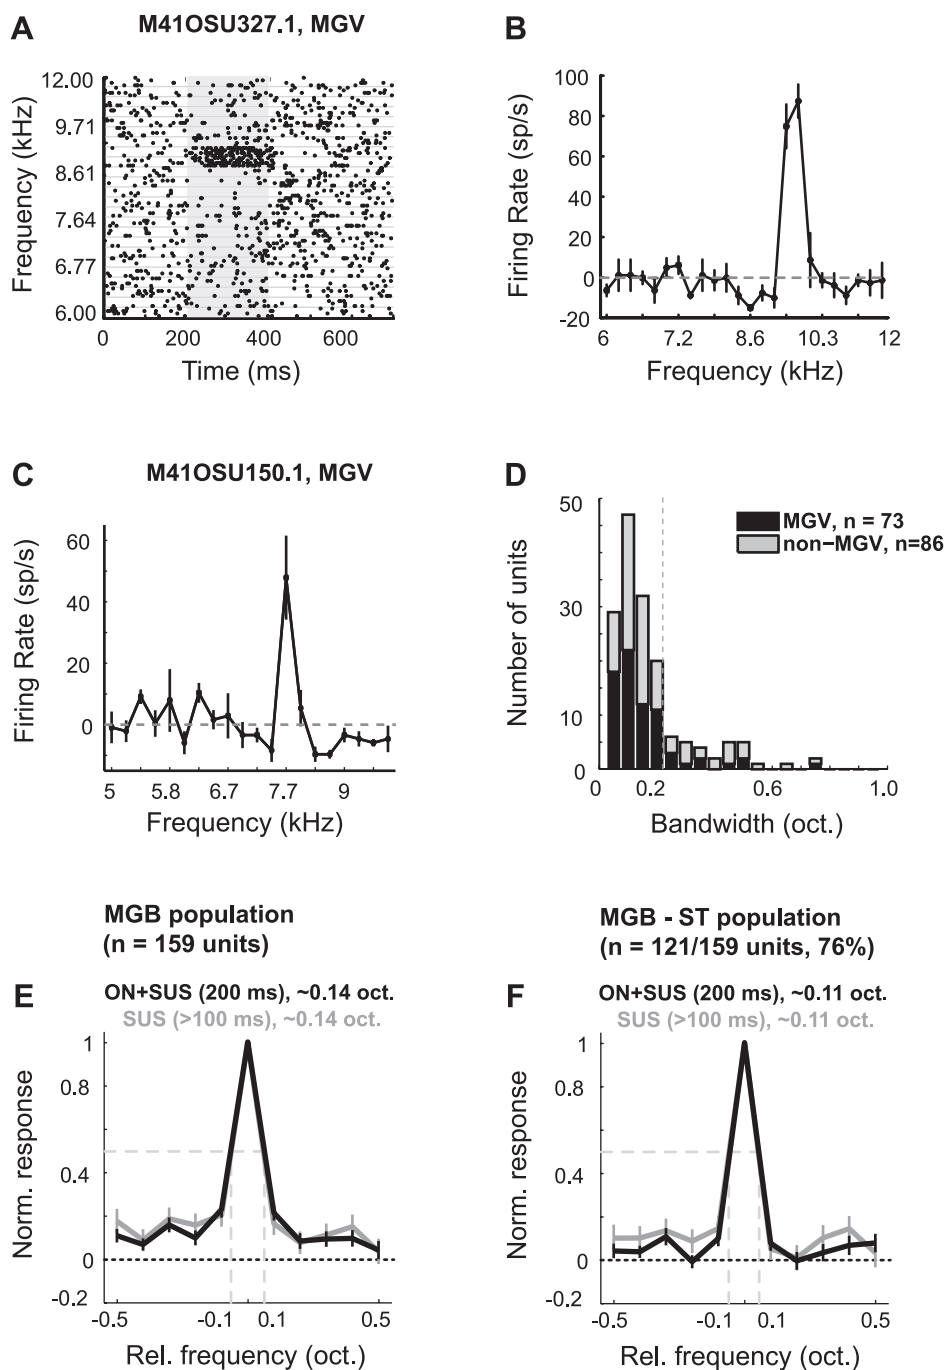 A
M41OSU327.1, MGV
Frequency (kHz)
12.00
9.71
8.61
7.64
6.77
6.00
0 200 400 600
Time (ms)
B
Firing Rate (sp/s)
100
80
60
40
20
0
-20
6 7.2 8.6 10.3 12
Frequency (kHz)
C
M41OSU150.1, MGV
Firing Rate (sp/s)
60
40
20
0
5 5.8 6.7 7.7 9
Frequency (kHz)
D
Number of units
50
30
10
0
MGV, n = 73
non-MGV, n=86
0 0.2 0.6 1.0
Bandwidth (oct.)
MGB population
(n = 159 units)
E
ON+SUS (200 ms), ~0.14 oct.
SUS (>100 ms), ~0.14 oct.
Norm. response
1
0.8
0.4
0
-0.2
-0.5 -0.1 0.1 0.5
Rel. frequency (oct.)
MGB - ST population
(n = 121/159 units, 76%)
F
ON+SUS (200 ms), ~0.11 oct.
SUS (>100 ms), ~0.11 oct.
Norm. response
1
0.8
0.4
0
-0.2
-0.5 -0.1 0.1 0.5
Rel. frequency (oct.)